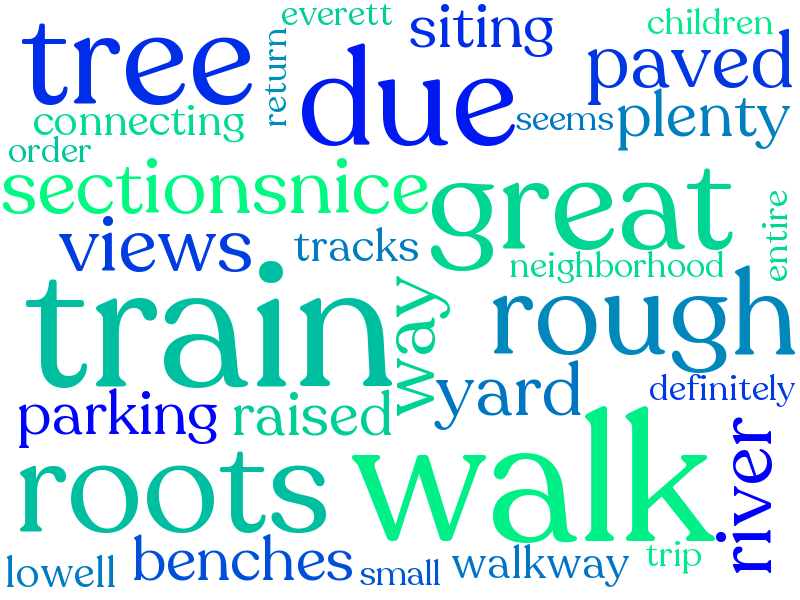 everett
tree
return
due
siting
children
paved
connecting
seems
plenty
order
sections
nice
great
entire
views
tracks
neighborhood
train
way
rough
yard
definitely
parking
raised
roots
walk
river
lowell
benches
small
walkway
trip